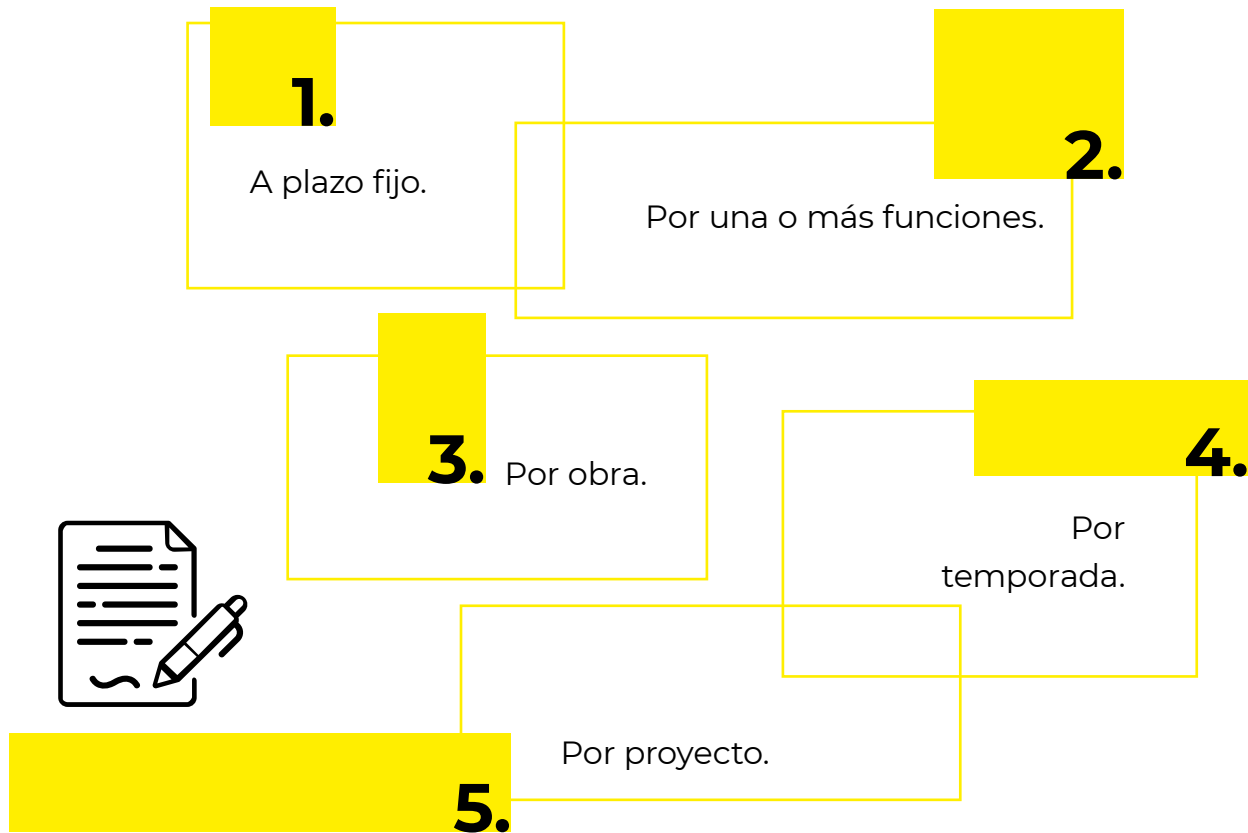 1.
A plazo fijo.
2.
Por una o más funciones.
3.
Por obra.
4.
Por
temporada.
5.
Por proyecto.